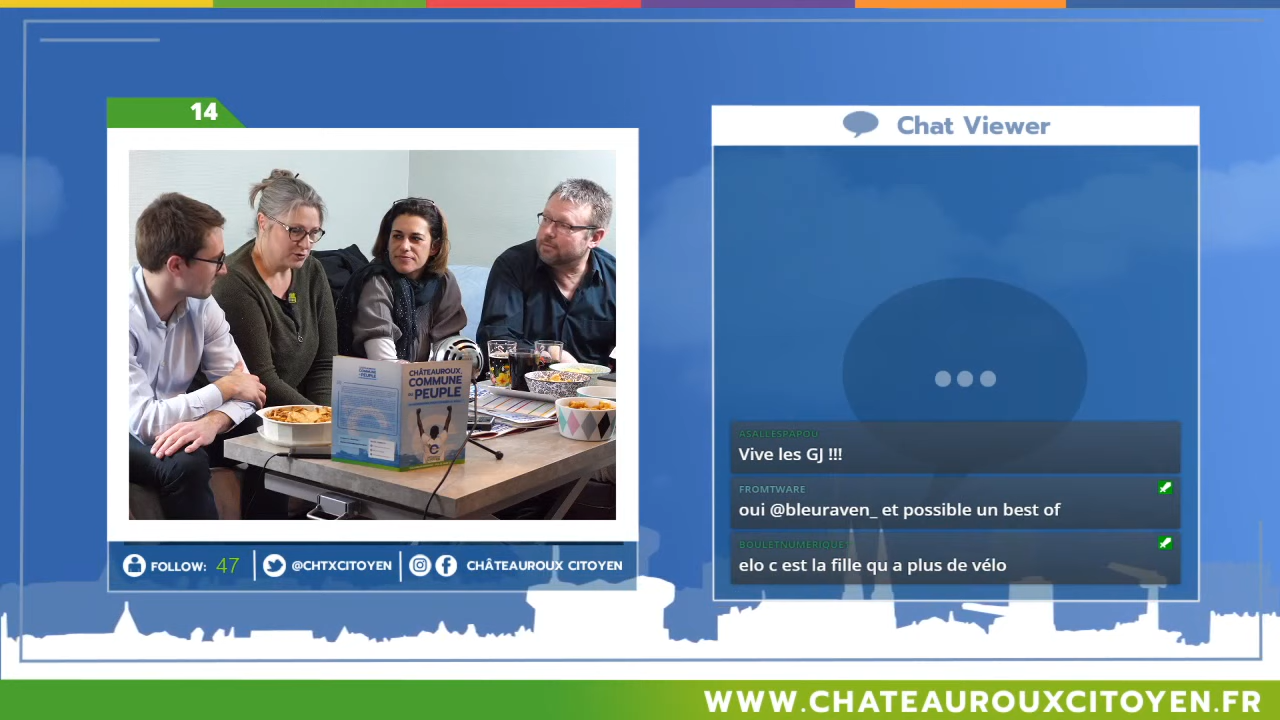 14
CHÂTEAUROUX,
COMMUNE
DU PEUPLE
FOLLOW: 47
@CHTXCITOYEN
CHÂTEAUROUX CITOYEN
Chat Viewer
ASALLESPAPOU
Vive les GJ !!!
FROMTWARE
oui @bleuraven_ et possible un best of
BOULETNUMERIQUE1
elo c est la fille qu a plus de vélo
WWW.CHATEAUROUXCITOYEN.FR